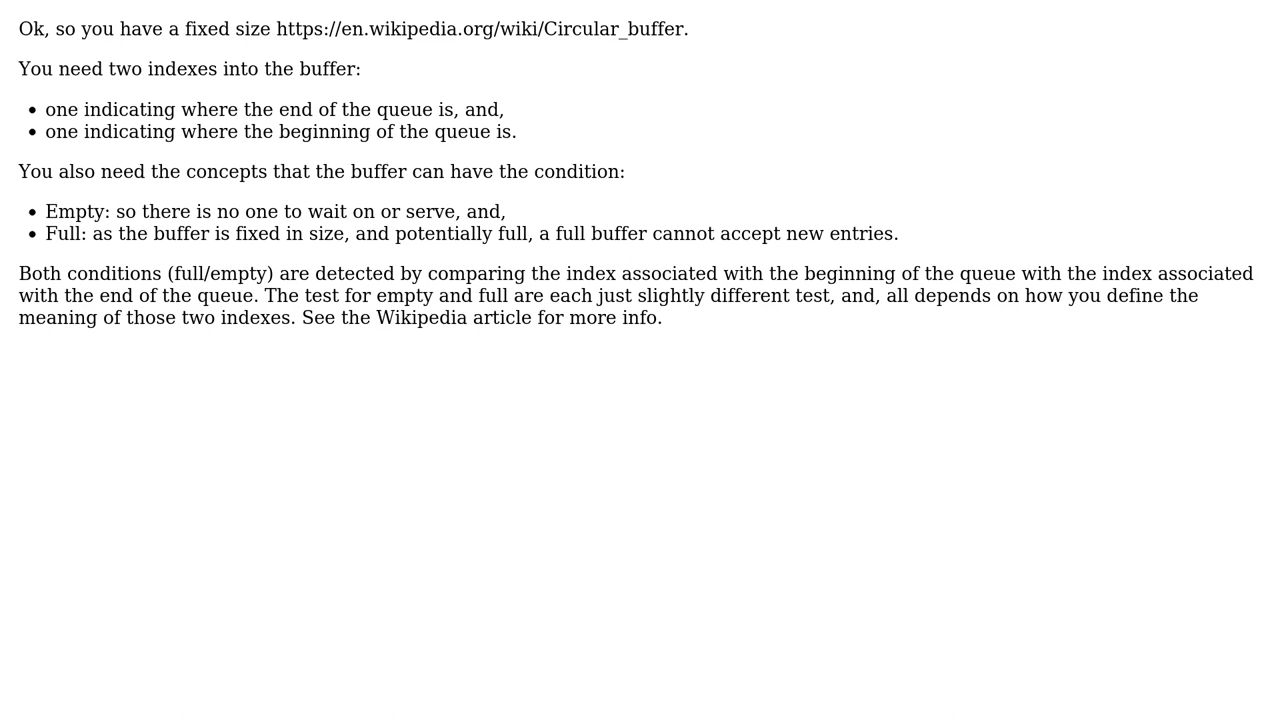 Ok, so you have a fixed size https://en.wikipedia.org/wiki/Circular_buffer.
You need two indexes into the buffer:
• one indicating where the end of the queue is, and,
• one indicating where the beginning of the queue is.
You also need the concepts that the buffer can have the condition:
• Empty: so there is no one to wait on or serve, and,
• Full: as the buffer is fixed in size, and potentially full, a full buffer cannot accept new entries.
Both conditions (full/empty) are detected by comparing the index associated with the beginning of the queue with the index associated
with the end of the queue. The test for empty and full are each just slightly different test, and, all depends on how you define the
meaning of those two indexes. See the Wikipedia article for more info.